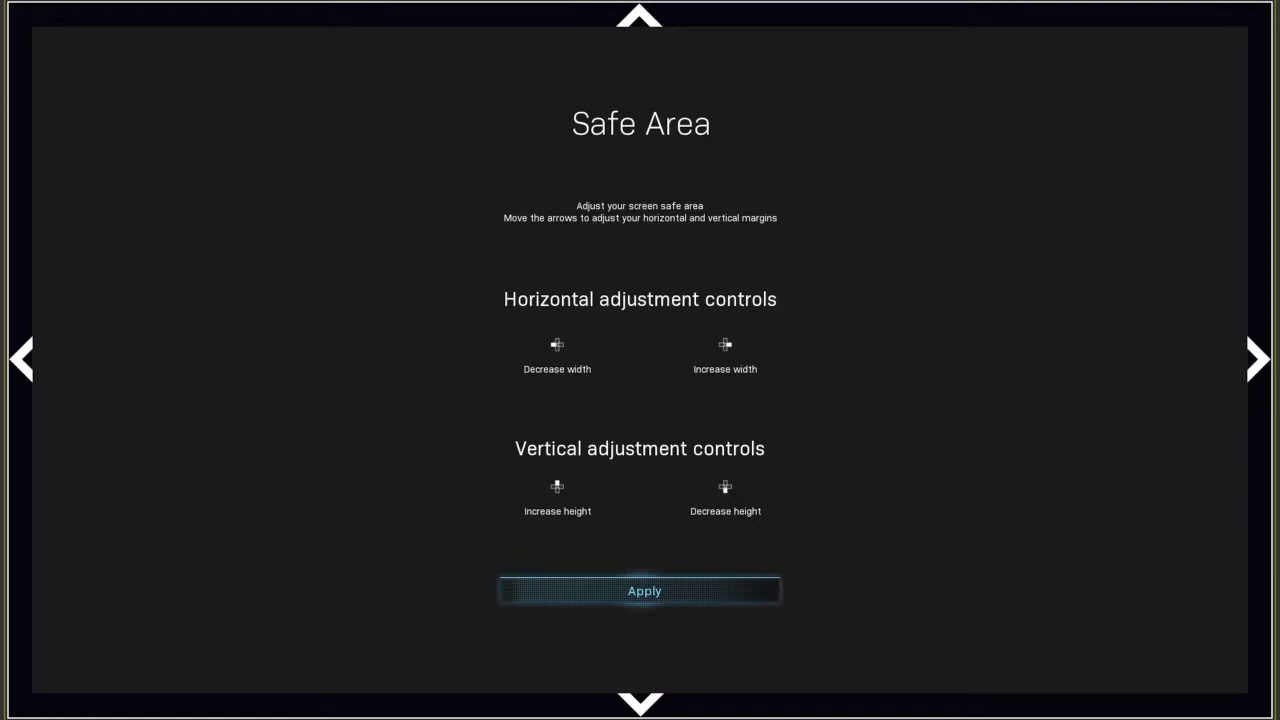 Safe Area
Adjust your screen safe area
Move the arrows to adjust your horizontal and vertical margins
Horizontal adjustment controls
Decrease width
Increase width
Vertical adjustment controls
Increase height
Decrease height
Apply